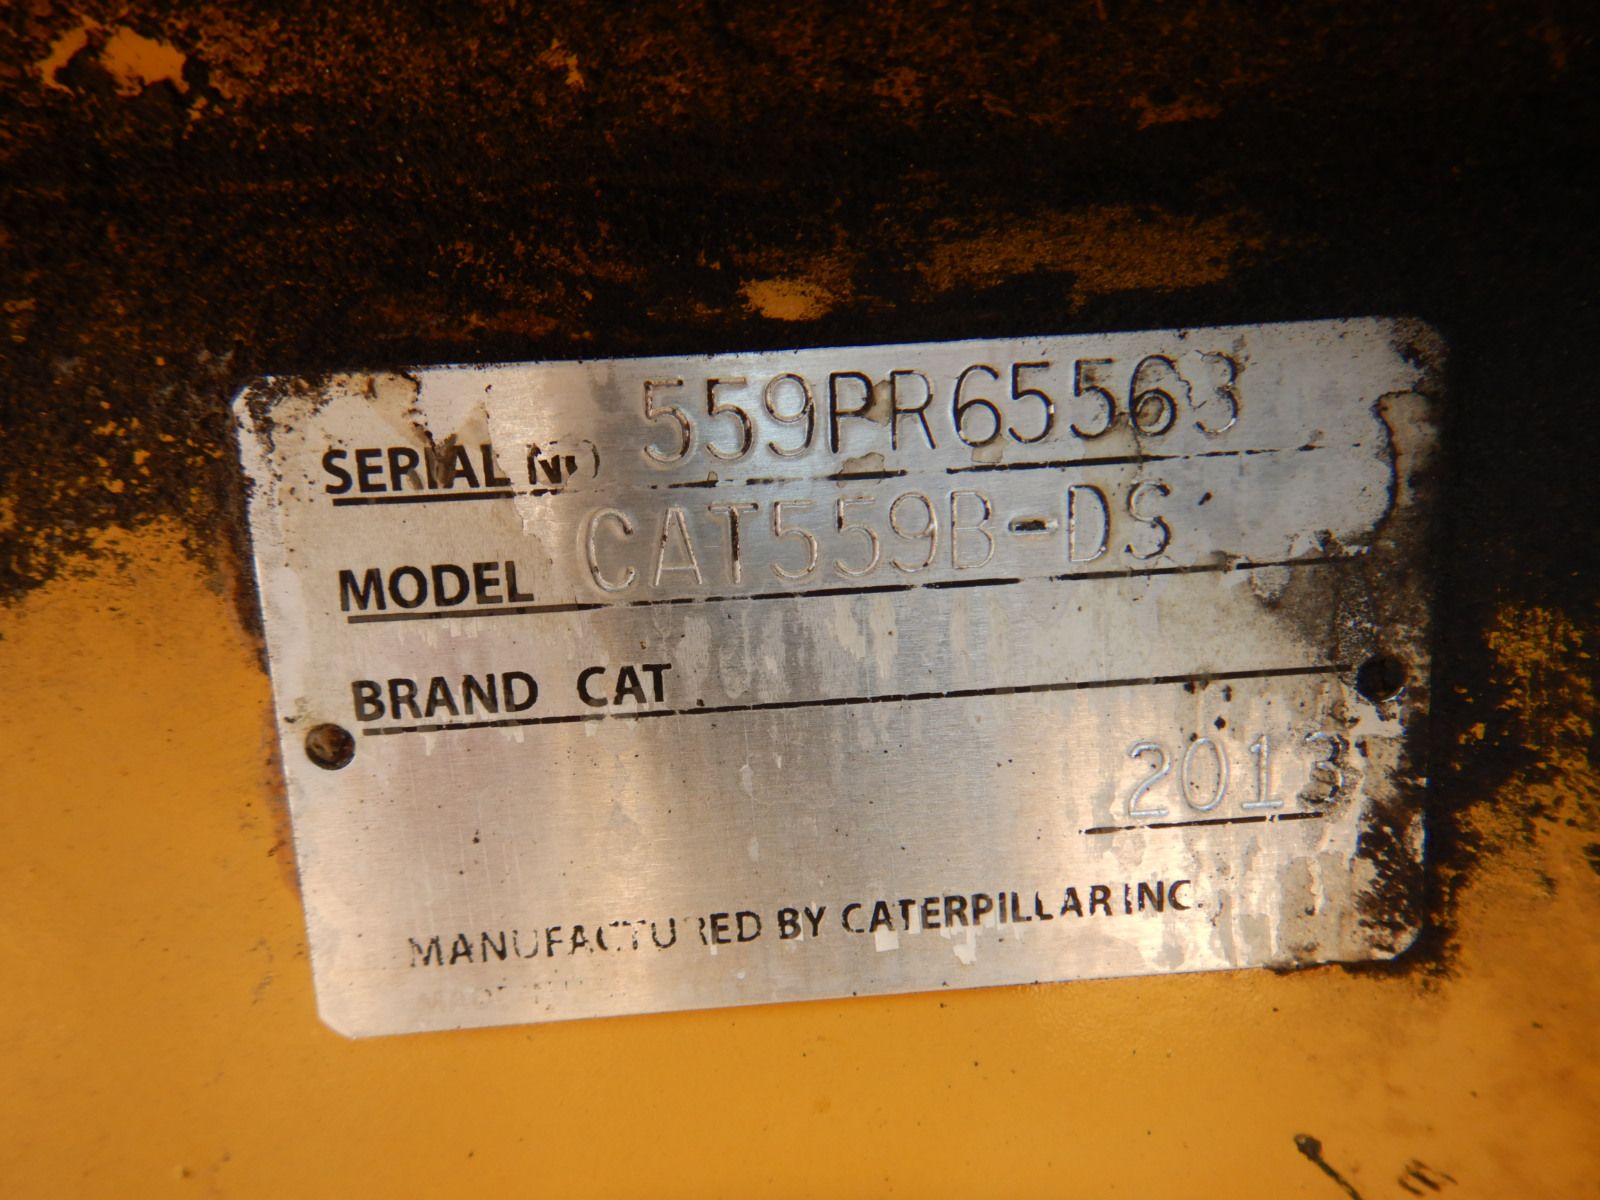 SERIAL NO 559PR65563
MODEL CAT559B-DS
BRAND CAT
2013
MANUFACTURED BY CATERPILLAR INC.